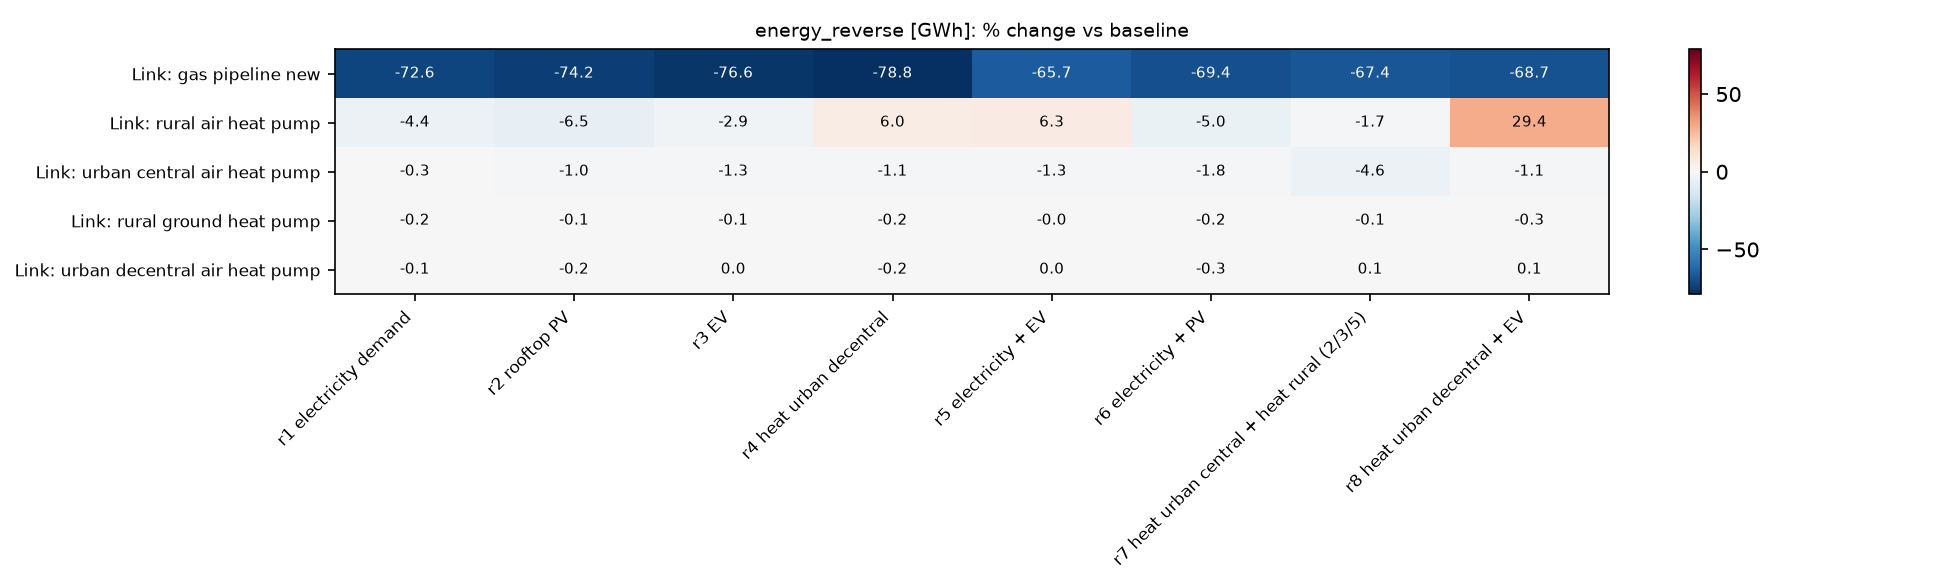 energy_reverse [GWh]: % change vs baseline
Link: gas pipeline new -72.6 -74.2 -76.6 -78.8 -65.7 -69.4 -67.4 -68.7
Link: rural air heat pump -4.4 -6.5 -2.9 6.0 6.3 -5.0 -1.7 29.4
Link: urban central air heat pump -0.3 -1.0 -1.3 -1.1 -1.3 -1.8 -4.6 -1.1
Link: rural ground heat pump -0.2 -0.1 -0.1 -0.2 -0.0 -0.2 -0.1 -0.3
Link: urban decentral air heat pump -0.1 -0.2 0.0 -0.2 0.0 -0.3 0.1 0.1
r1 electricity demand
r2 rooftop PV
r3 EV
r4 heat urban decentral
r5 electricity + EV
r6 electricity + PV
r7 heat urban central + heat rural (2/3/5)
r8 heat urban decentral + EV
50
0
−50